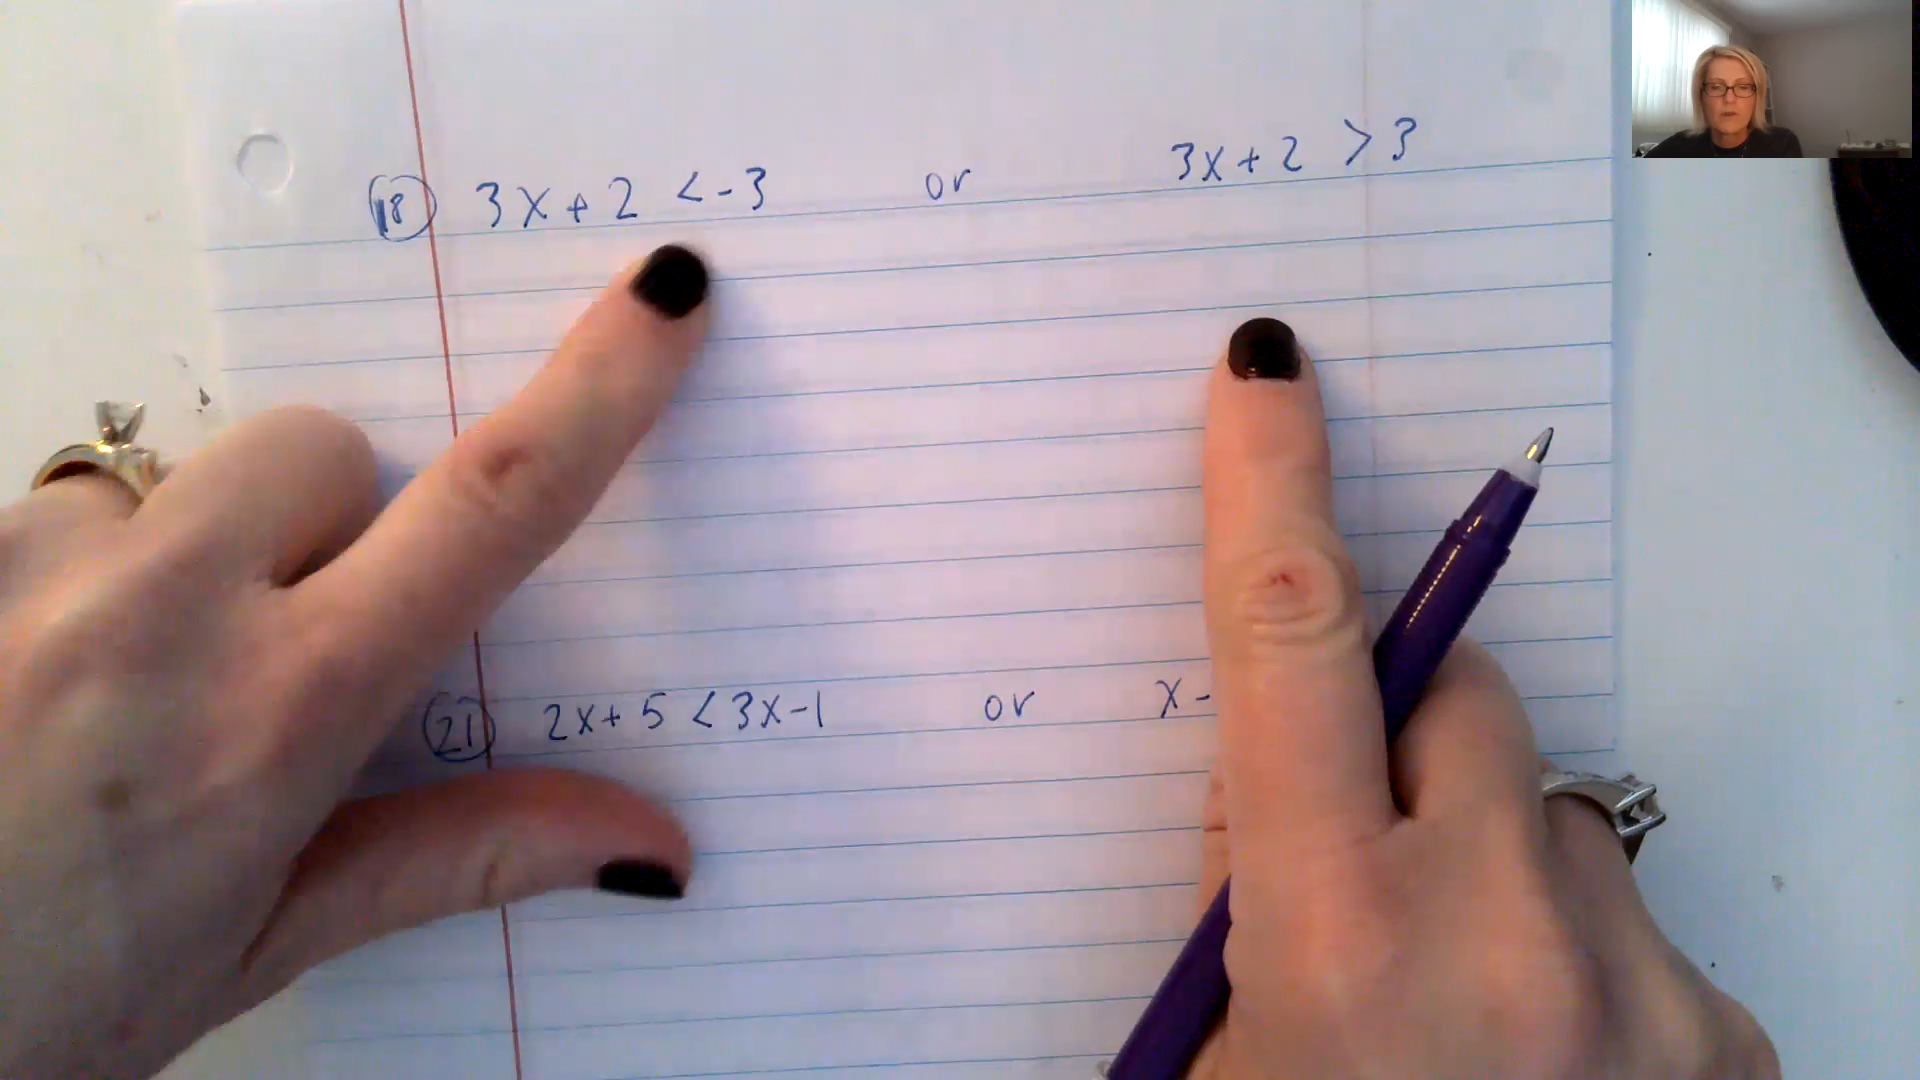 18 3x+2 <-3 or 3x+2 >3
21 2x+5 <3x-1 or x-